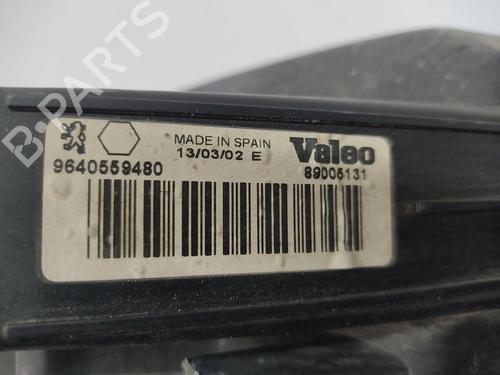 B-PARTS
MADE IN SPAIN
13/03/02 E
Valeo
9640559480
89005131